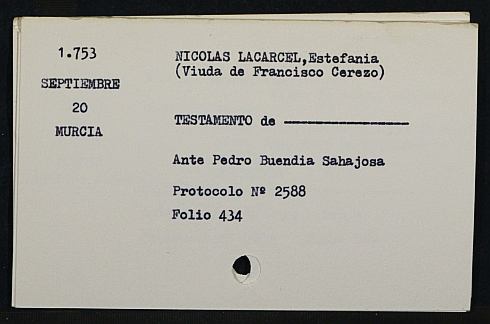 1.753
SEPTIEMBRE
20
MURCIA
NICOLAS LACARCEL,Estefania
(Viuda de Francisco Cerezo)
TESTAMENTO de ————————
Ante Pedro Buendia Sahajosa
Protocolo Nº 2588
Folio 434